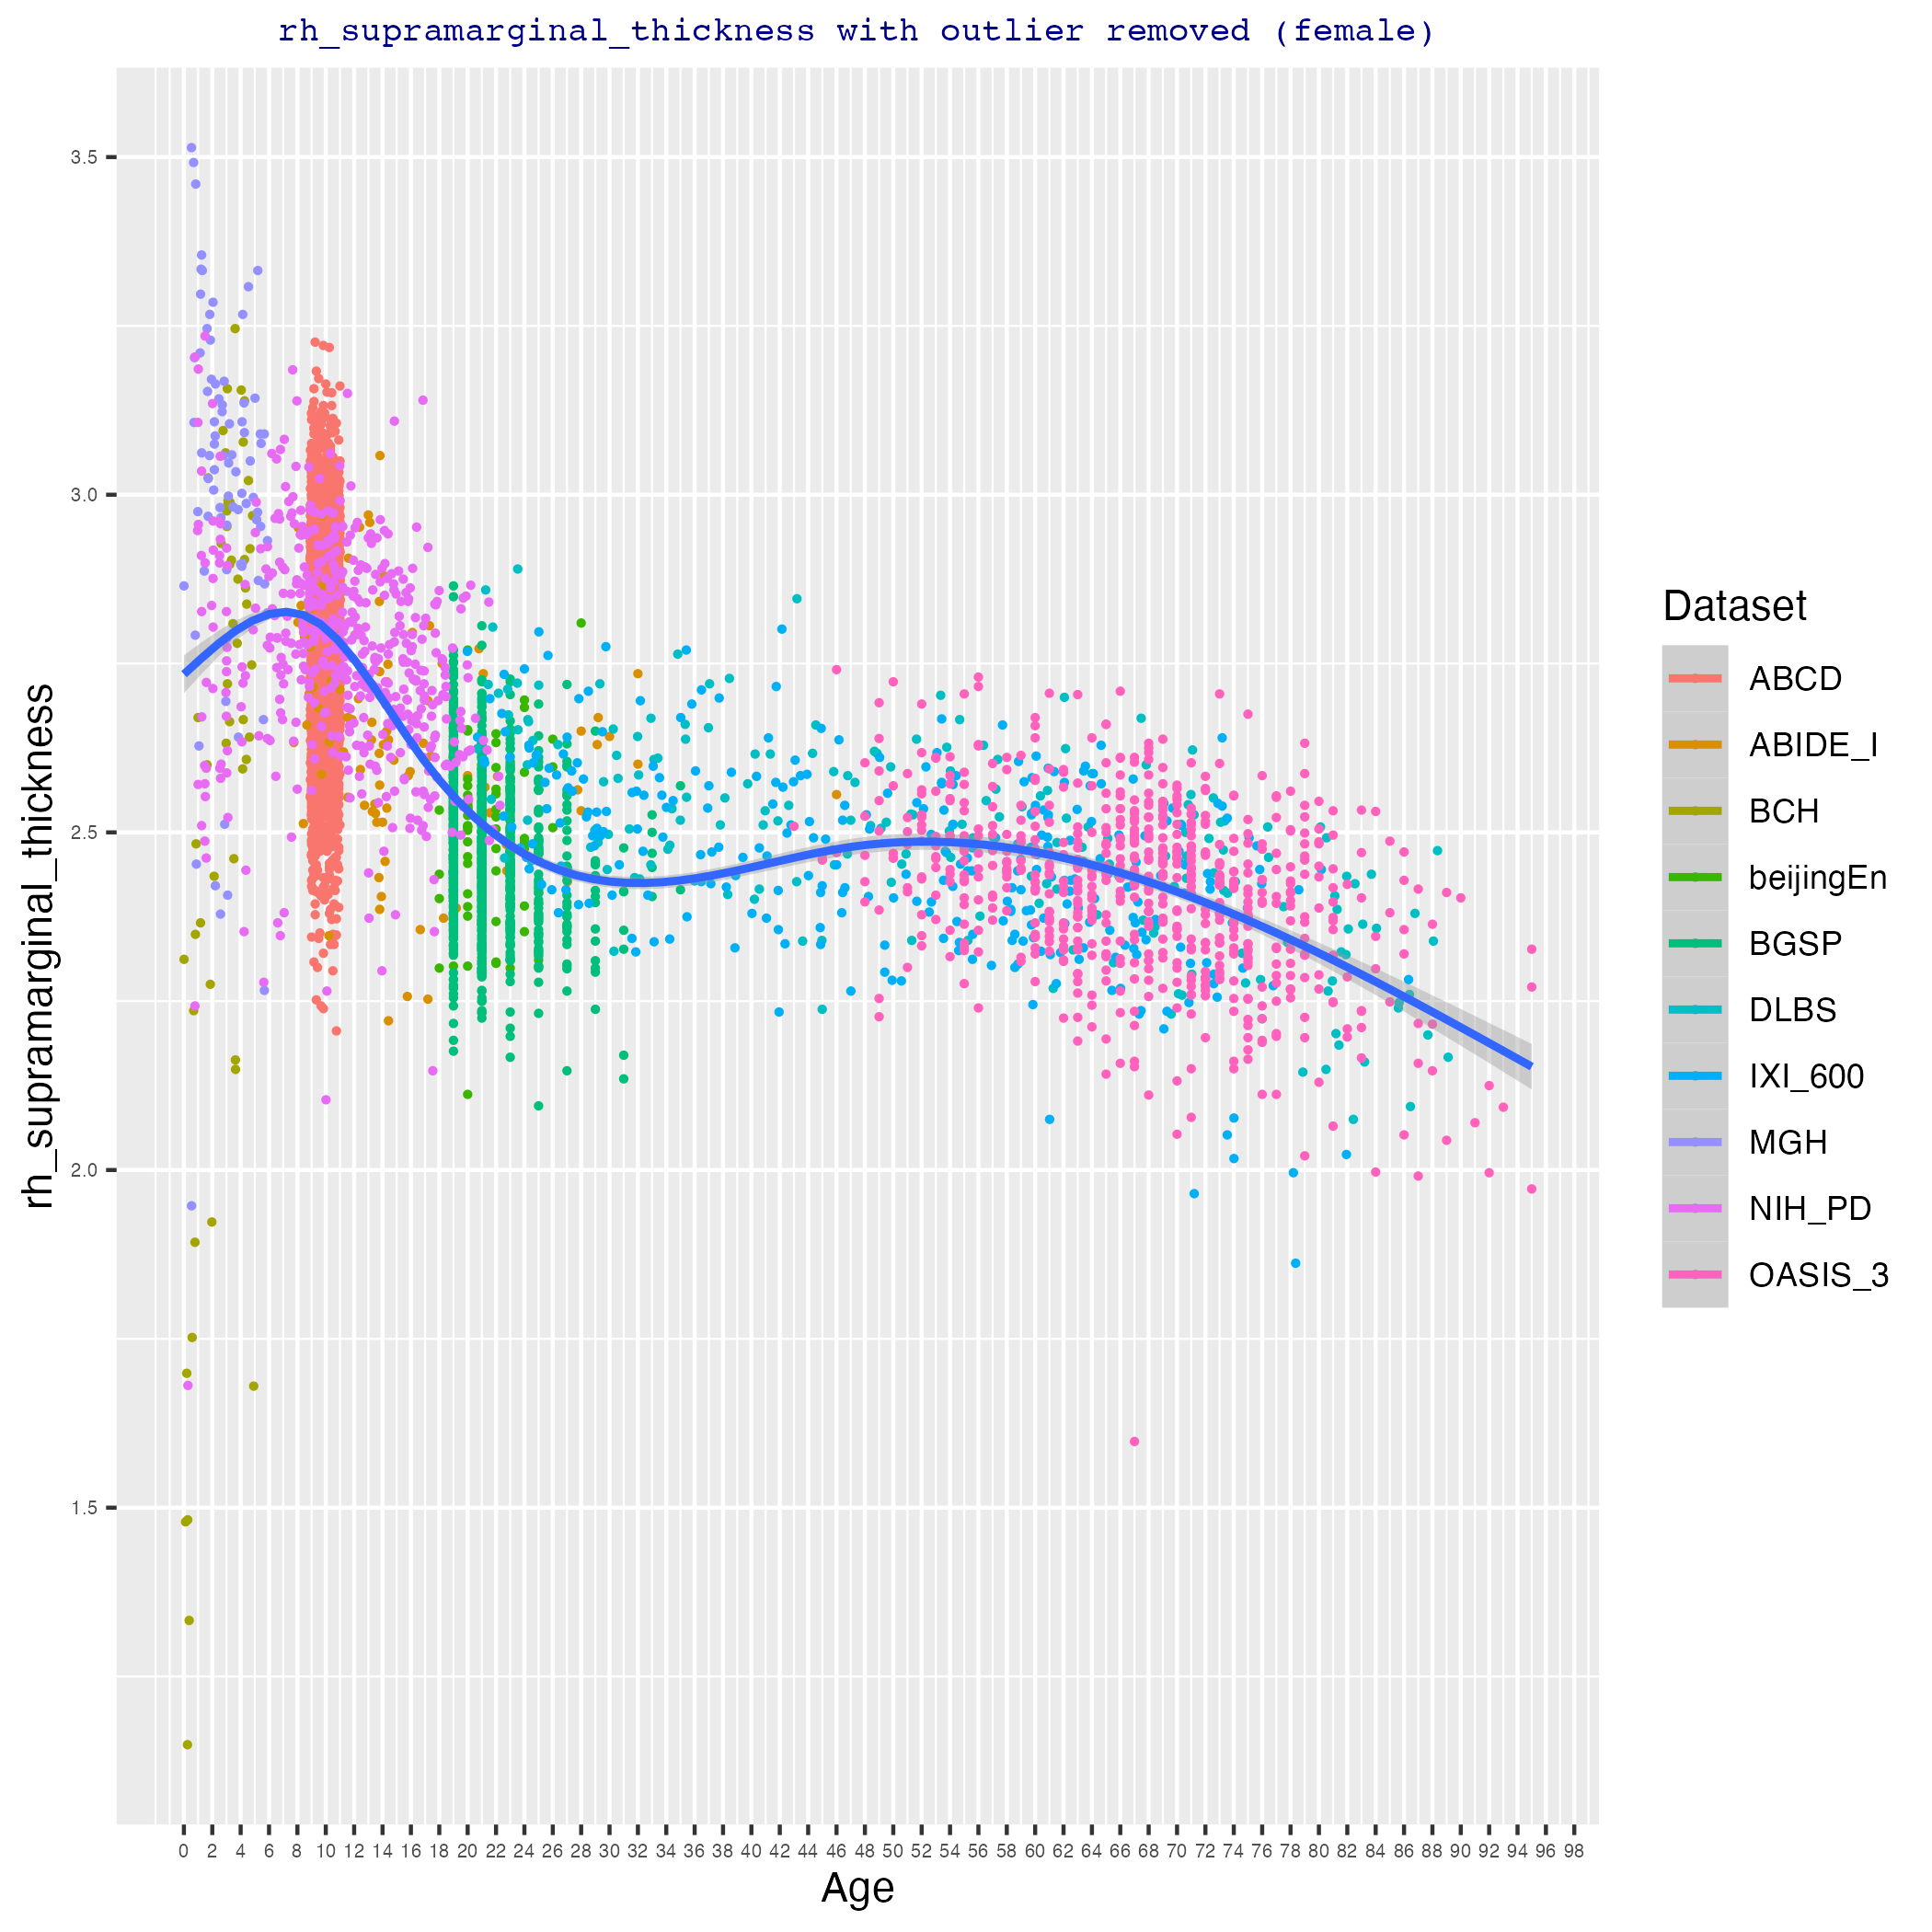 rh_supramarginal_thickness with outlier removed (female)
rh_supramarginal_thickness
3.5
3.0
2.5
2.0
1.5
0 2 4 6 8 10 12 14 16 18 20 22 24 26 28 30 32 34 36 38 40 42 44 46 48 50 52 54 56 58 60 62 64 66 68 70 72 74 76 78 80 82 84 86 88 90 92 94 96 98
Age
Dataset
ABCD
ABIDE_I
BCH
beijingEn
BGSP
DLBS
IXI_600
MGH
NIH_PD
OASIS_3